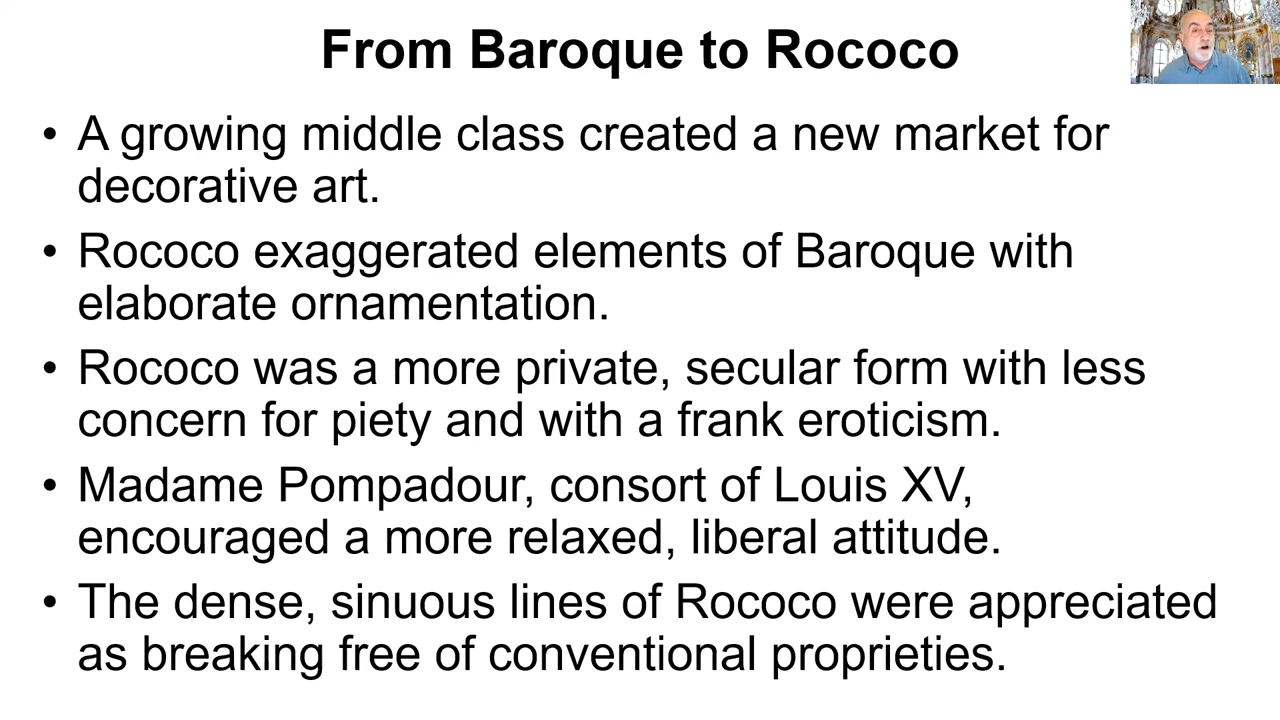 From Baroque to Rococo
• A growing middle class created a new market for
decorative art.
• Rococo exaggerated elements of Baroque with
elaborate ornamentation.
• Rococo was a more private, secular form with less
concern for piety and with a frank eroticism.
• Madame Pompadour, consort of Louis XV,
encouraged a more relaxed, liberal attitude.
• The dense, sinuous lines of Rococo were appreciated
as breaking free of conventional proprieties.